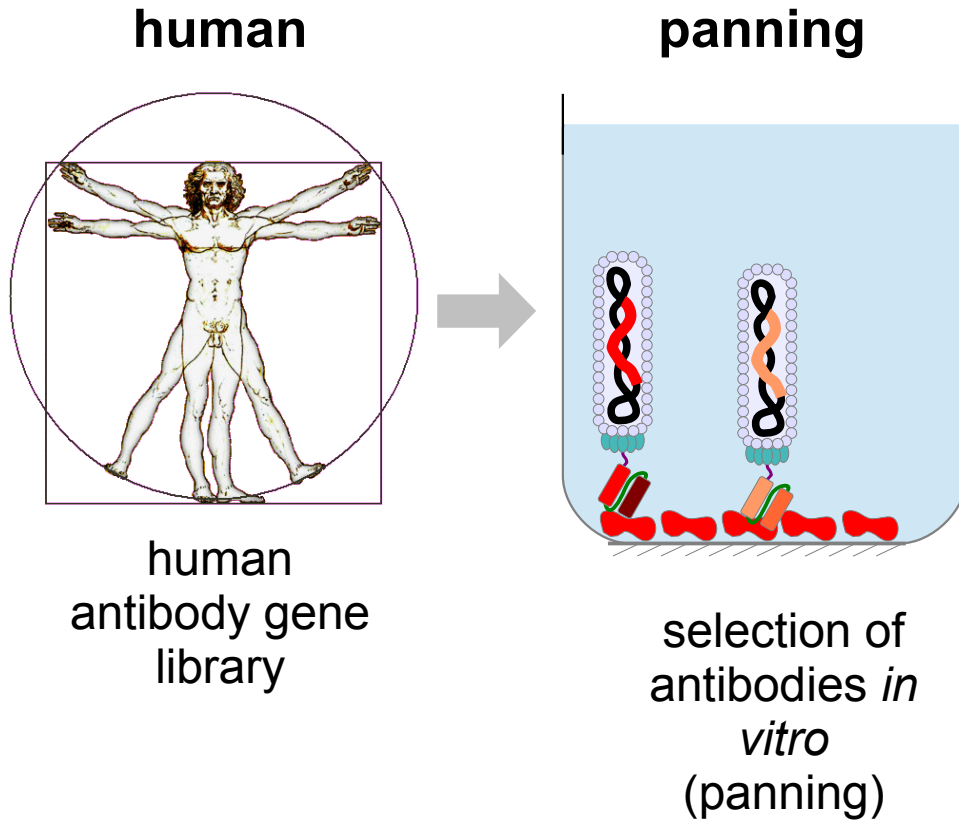 human
panning
human
antibody gene
library
selection of
antibodies in
vitro
(panning)